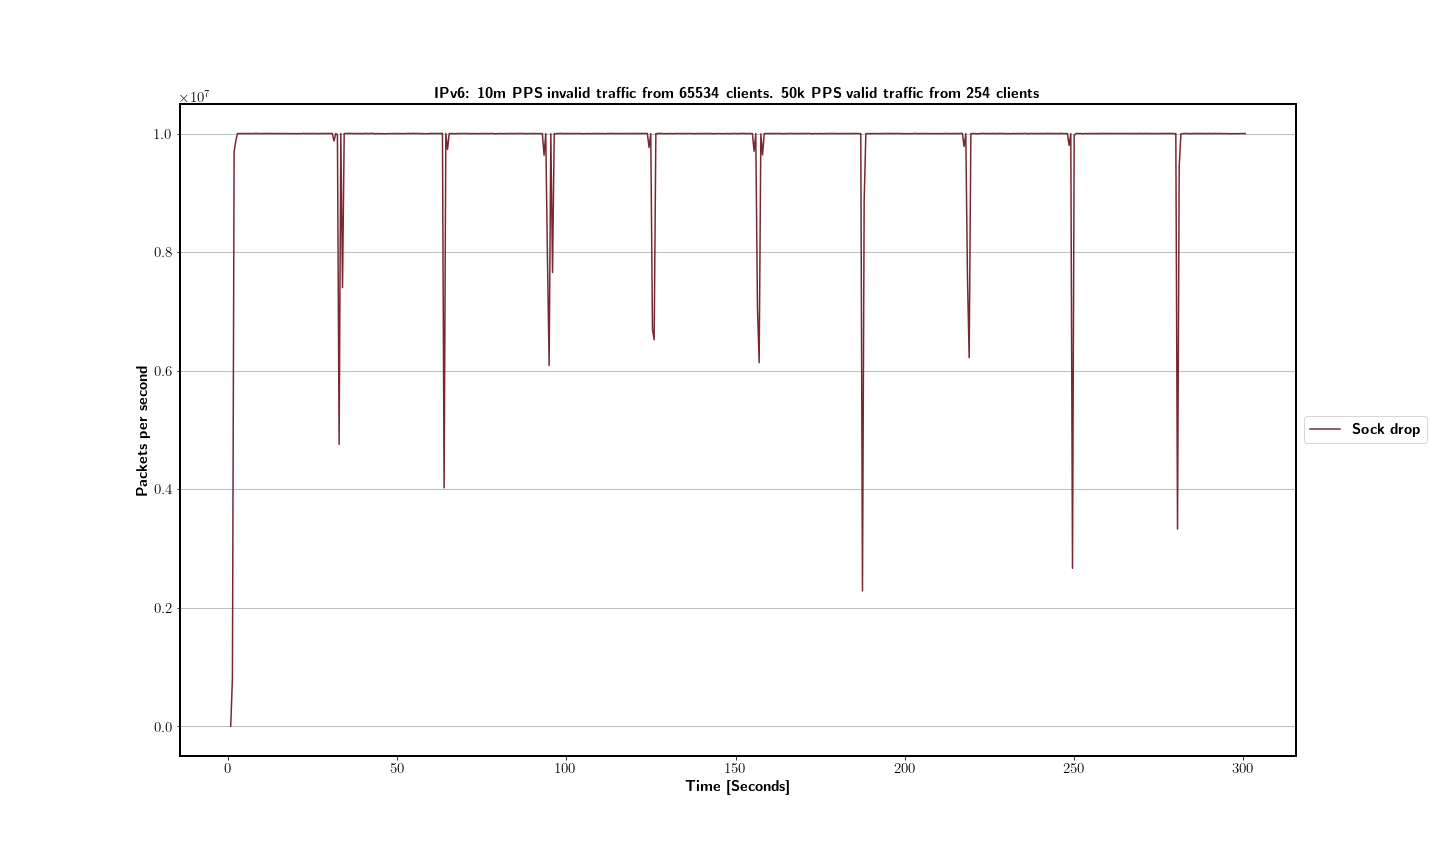 IPv6: 10m PPS invalid traffic from 65534 clients. 50k PPS valid traffic from 254 clients
×10⁷
1.0
0.8
0.6
0.4
0.2
0.0
Packets per second
0 50 100 150 200 250 300
Time [Seconds]
Sock drop